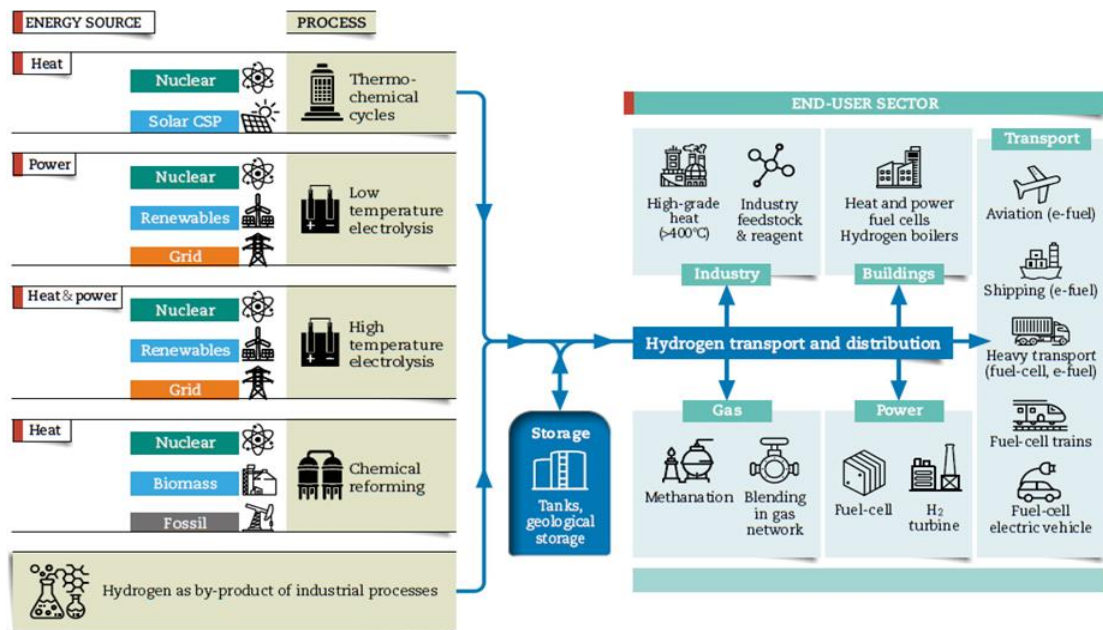 ENERGY SOURCE
PROCESS
Heat
Nuclear
Solar CSP
Thermo-
chemical
cycles
Power
Nuclear
Renewables
Grid
Low
temperature
electrolysis
Heat & power
Nuclear
Renewables
Grid
High
temperature
electrolysis
Heat
Nuclear
Biomass
Fossil
Chemical
reforming
Hydrogen as by-product of industrial processes
Storage
Tanks,
geological
storage
END-USER SECTOR
High-grade
heat
(>400°C)
Industry
feedstock
& reagent
Industry
Heat and power
fuel cells
Hydrogen boilers
Buildings
Hydrogen transport and distribution
Gas
Methanation
Blending
in gas
network
Power
Fuel-cell
H₂
turbine
Transport
Aviation (e-fuel)
Shipping (e-fuel)
Heavy transport
(fuel-cell, e-fuel)
Fuel-cell trains
Fuel-cell
electric vehicle